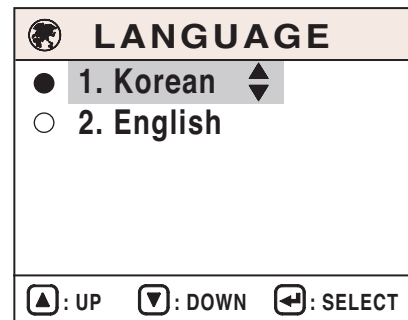 LANGUAGE
1. Korean
2. English
: UP : DOWN : SELECT